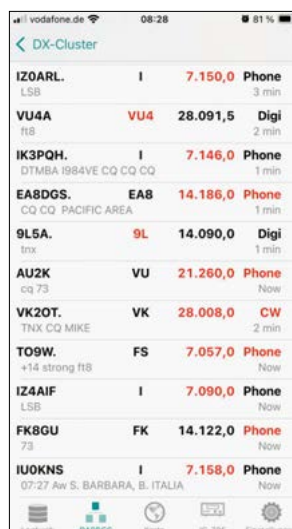 vodafone.de 08:28 81 %
DX-Cluster
IZ0ARL. I 7.150,0 Phone
LSB 3 min
VU4A VU4 28.091,5 Digi
ft8 2 min
IK3PQH. I 7.146,0 Phone
DTMBA I984VE CQ CQ CQ 1 min
EA8DGS. EA8 14.186,0 Phone
CQ CQ PACIFIC AREA 1 min
9L5A. 9L 14.090,0 Digi
tnx 1 min
AU2K VU 21.260,0 Phone
cq 73 Now
VK2OT. VK 28.008,0 CW
TNX CQ MIKE 2 min
TO9W. FS 7.057,0 Phone
+14 strong ft8 Now
IZ4AIF I 7.090,0 Phone
LSB Now
FK8GU FK 14.122,0 Phone
73 Now
IU0KNS I 7.158,0 Phone
07:27 Aw S. BARBARA, B. ITALIA Now